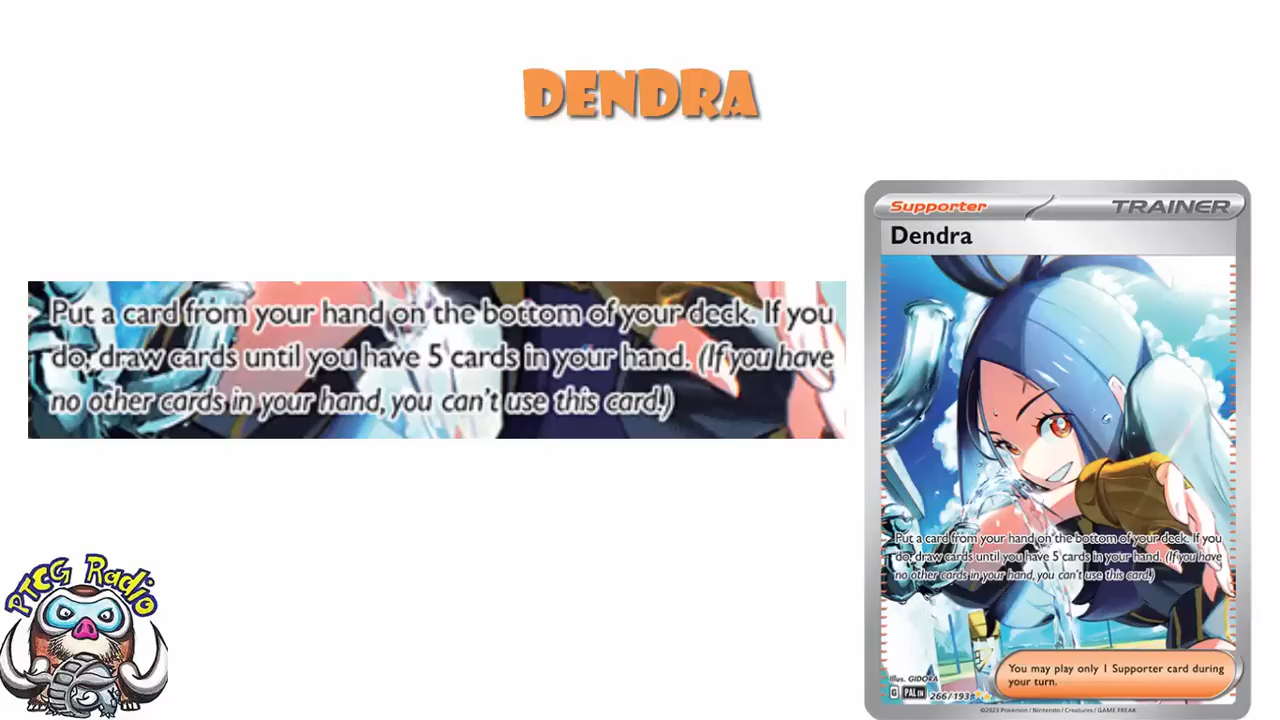 DENDRA
Put a card from your hand on the bottom of your deck. If you
do, draw cards until you have 5 cards in your hand. (If you have
no other cards in your hand, you can't use this card.)
Supporter TRAINER
Dendra
Put a card from your hand on the bottom of your deck. If you
do, draw cards until you have 5 cards in your hand. (If you have
no other cards in your hand, you can't use this card.)
You may play only 1 Supporter card during
your turn.
Illus. GIDORA
G PAL EN 266/193
©2023 Pokémon / Nintendo / Creatures / GAME FREAK
PTCG Radio